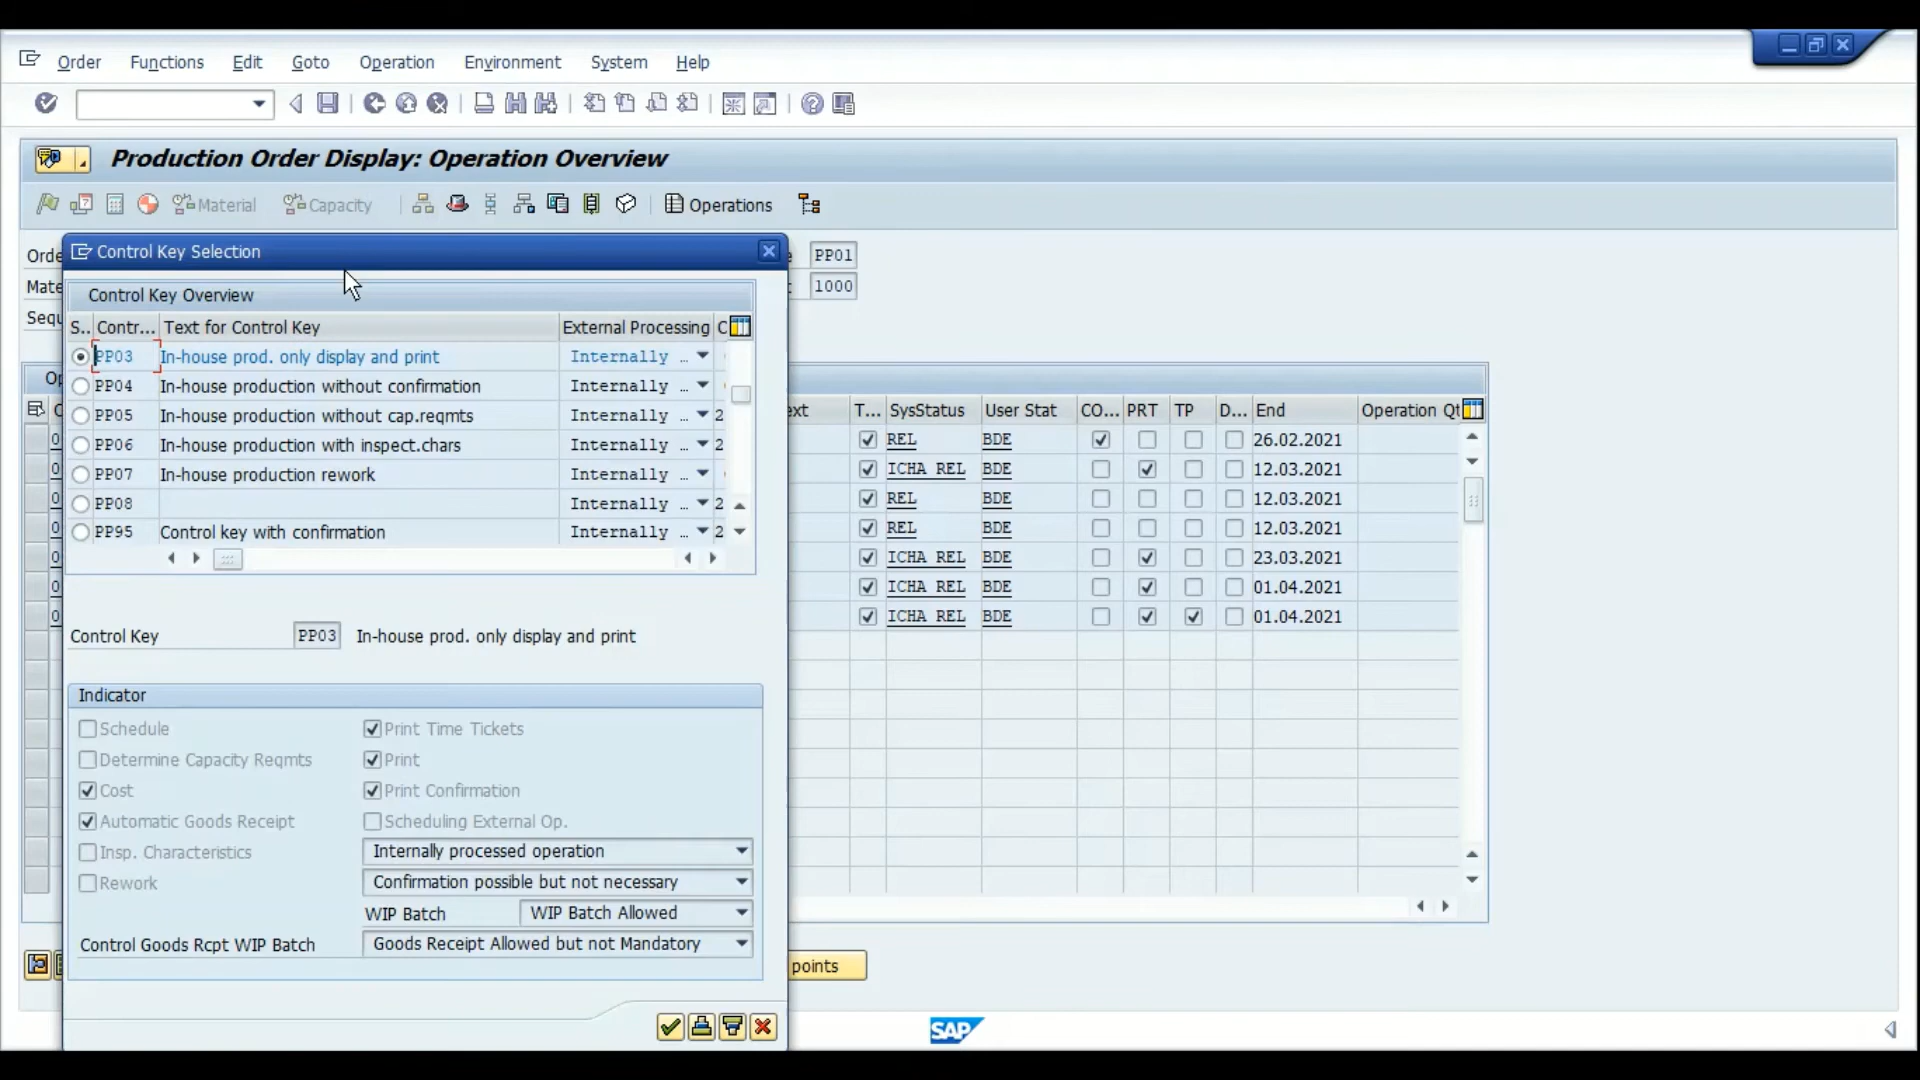 Order Functions Edit Goto Operation Environment System Help
Production Order Display: Operation Overview
Material Capacity Operations
PP01
1000
Control Key Selection
Control Key Overview
S.. Contr... Text for Control Key External Processing C
PP03 In-house prod. only display and print Internally ...
PP04 In-house production without confirmation Internally ...
PP05 In-house production without cap.reqmts Internally ... 2
PP06 In-house production with inspect.chars Internally ... 2
PP07 In-house production rework Internally ...
PP08 Internally ... 2
PP95 Control key with confirmation Internally ... 2
Control Key PP03 In-house prod. only display and print
Indicator
Schedule Print Time Tickets
Determine Capacity Reqmts Print
Cost Print Confirmation
Automatic Goods Receipt Scheduling External Op.
Insp. Characteristics Internally processed operation
Rework Confirmation possible but not necessary
WIP Batch WIP Batch Allowed
Control Goods Rcpt WIP Batch Goods Receipt Allowed but not Mandatory
T... SysStatus User Stat CO... PRT TP D... End Operation Qt
REL BDE 26.02.2021
ICHA REL BDE 12.03.2021
REL BDE 12.03.2021
REL BDE 12.03.2021
ICHA REL BDE 23.03.2021
ICHA REL BDE 01.04.2021
ICHA REL BDE 01.04.2021
points
SAP